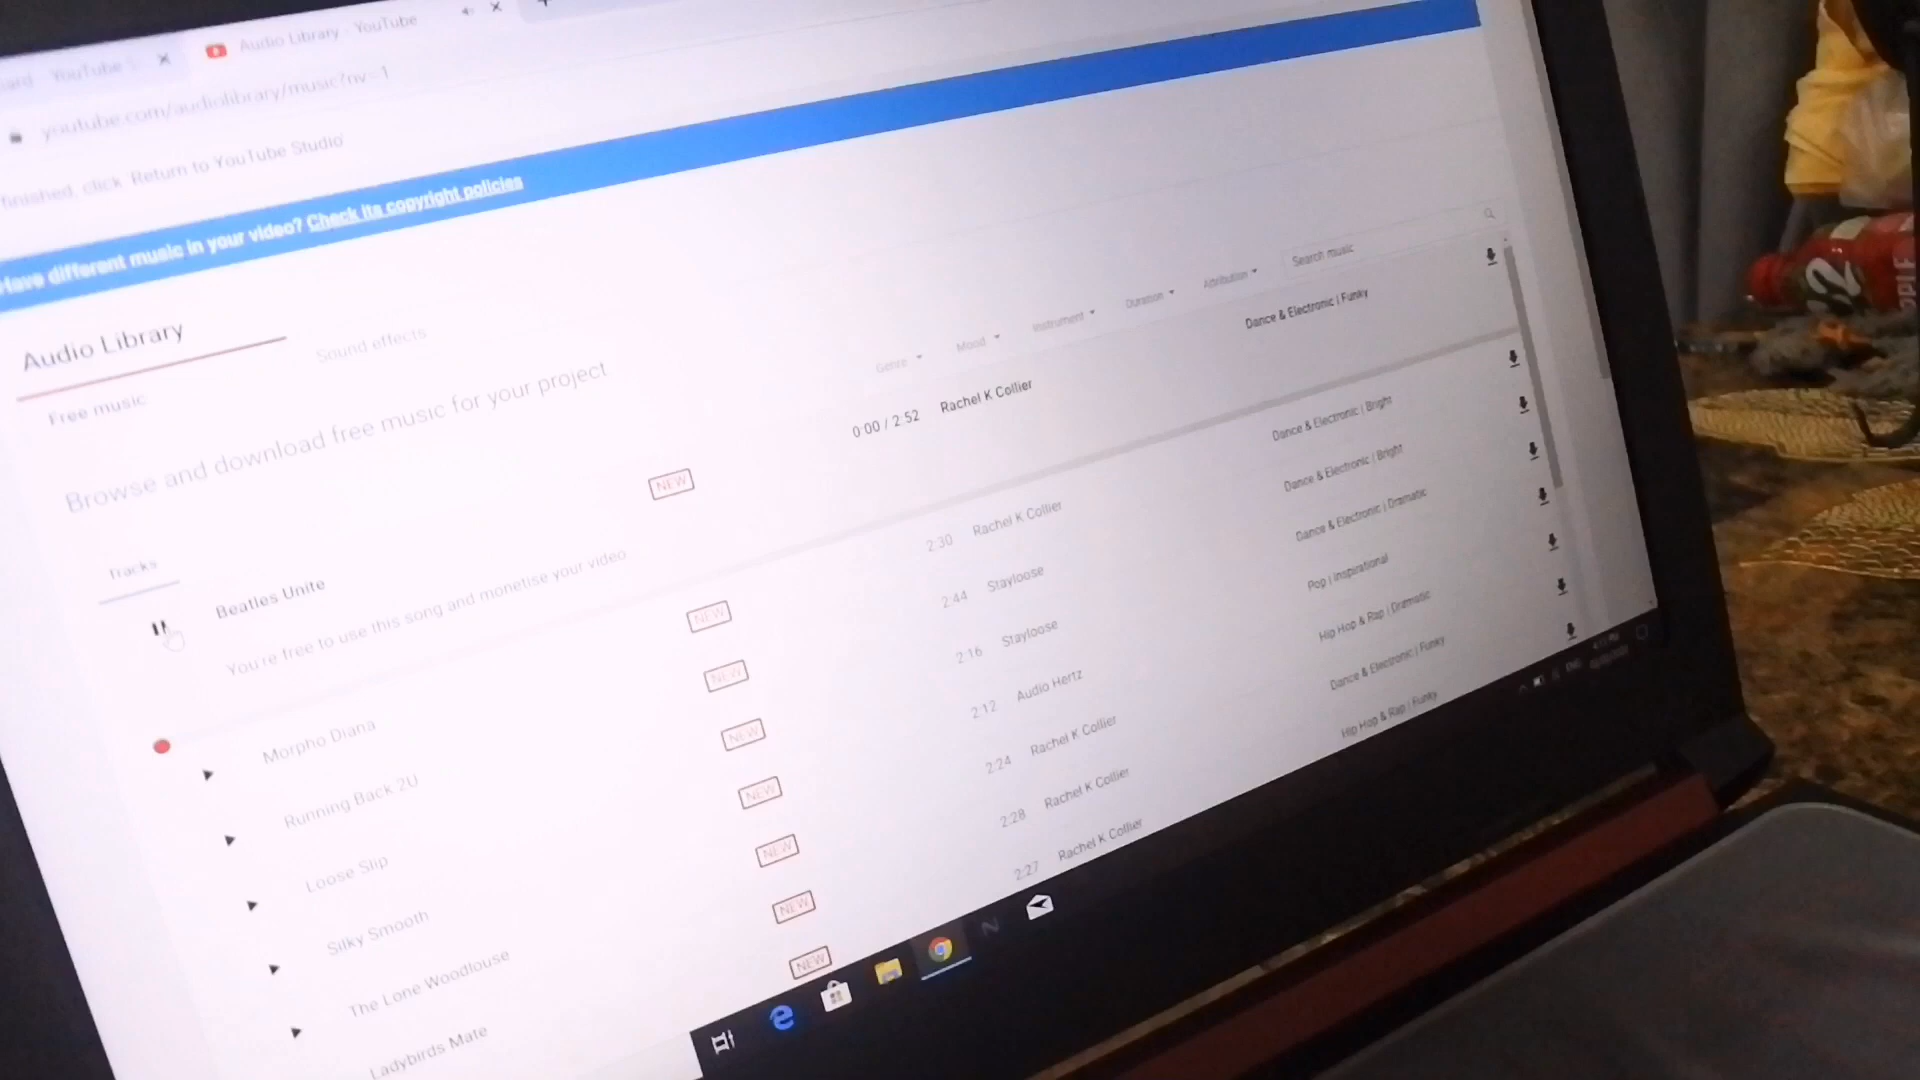 YouTube
Audio Library - YouTube
youtube.com/audiolibrary/music?nv=1
finished, click 'Return to YouTube Studio'
Have different music in your video? Check its copyright policies
Audio Library
Free music
Sound effects
Browse and download free music for your project
Tracks
Genre
Mood
Instrument
Duration
Attribution
Search music
Beatles Unite NEW 0:00 / 2:52 Rachel K Collier Dance & Electronic | Funky
You're free to use this song and monetise your video
Morpho Diana NEW 2:30 Rachel K Collier Dance & Electronic | Bright
Running Back 2U NEW 2:44 Stayloose Dance & Electronic | Bright
Loose Slip NEW 2:16 Stayloose Dance & Electronic | Dramatic
Silky Smooth NEW 2:12 Audio Hertz Pop | Inspirational
The Lone Woodlouse NEW 2:24 Rachel K Collier Hip Hop & Rap | Dramatic
Ladybirds Mate NEW 2:28 Rachel K Collier Dance & Electronic | Funky
NEW 2:27 Rachel K Collier Hip Hop & Rap | Funky
ENG